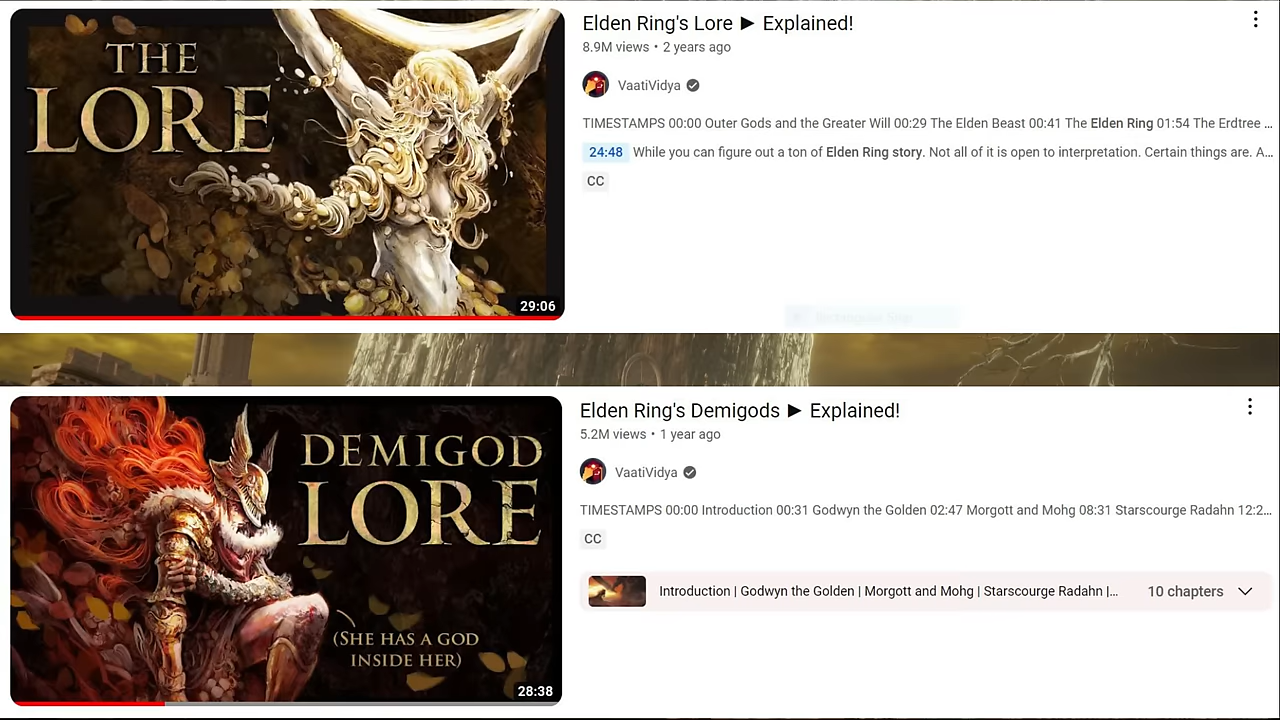 THE
LORE
29:06
Elden Ring's Lore ► Explained!
8.9M views • 2 years ago
VaatiVidya
TIMESTAMPS 00:00 Outer Gods and the Greater Will 00:29 The Elden Beast 00:41 The Elden Ring 01:54 The Erdtree ...
24:48 While you can figure out a ton of Elden Ring story. Not all of it is open to interpretation. Certain things are. A...
CC
DEMIGOD
LORE
(SHE HAS A GOD
INSIDE HER)
28:38
Elden Ring's Demigods ► Explained!
5.2M views • 1 year ago
VaatiVidya
TIMESTAMPS 00:00 Introduction 00:31 Godwyn the Golden 02:47 Morgott and Mohg 08:31 Starscourge Radahn 12:2...
CC
Introduction | Godwyn the Golden | Morgott and Mohg | Starscourge Radahn |... 10 chapters